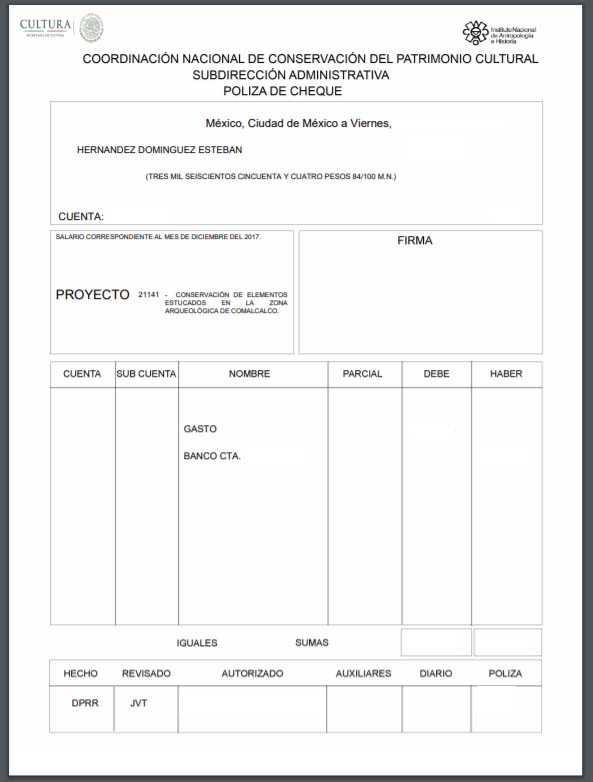 CULTURA
SECRETARÍA DE CULTURA
Instituto Nacional
de Antropología
e Historia
COORDINACIÓN NACIONAL DE CONSERVACIÓN DEL PATRIMONIO CULTURAL
SUBDIRECCIÓN ADMINISTRATIVA
POLIZA DE CHEQUE
México, Ciudad de México a Viernes,
HERNANDEZ DOMINGUEZ ESTEBAN
(TRES MIL SEISCIENTOS CINCUENTA Y CUATRO PESOS 84/100 M.N.)
CUENTA:
SALARIO CORRESPONDIENTE AL MES DE DICIEMBRE DEL 2017.
FIRMA
PROYECTO 21141 - CONSERVACIÓN DE ELEMENTOS
ESTUCADOS EN LA ZONA
ARQUEOLÓGICA DE COMALCALCO.
CUENTA SUB CUENTA NOMBRE PARCIAL DEBE HABER
GASTO
BANCO CTA.
IGUALES SUMAS
HECHO REVISADO AUTORIZADO AUXILIARES DIARIO POLIZA
DPRR JVT